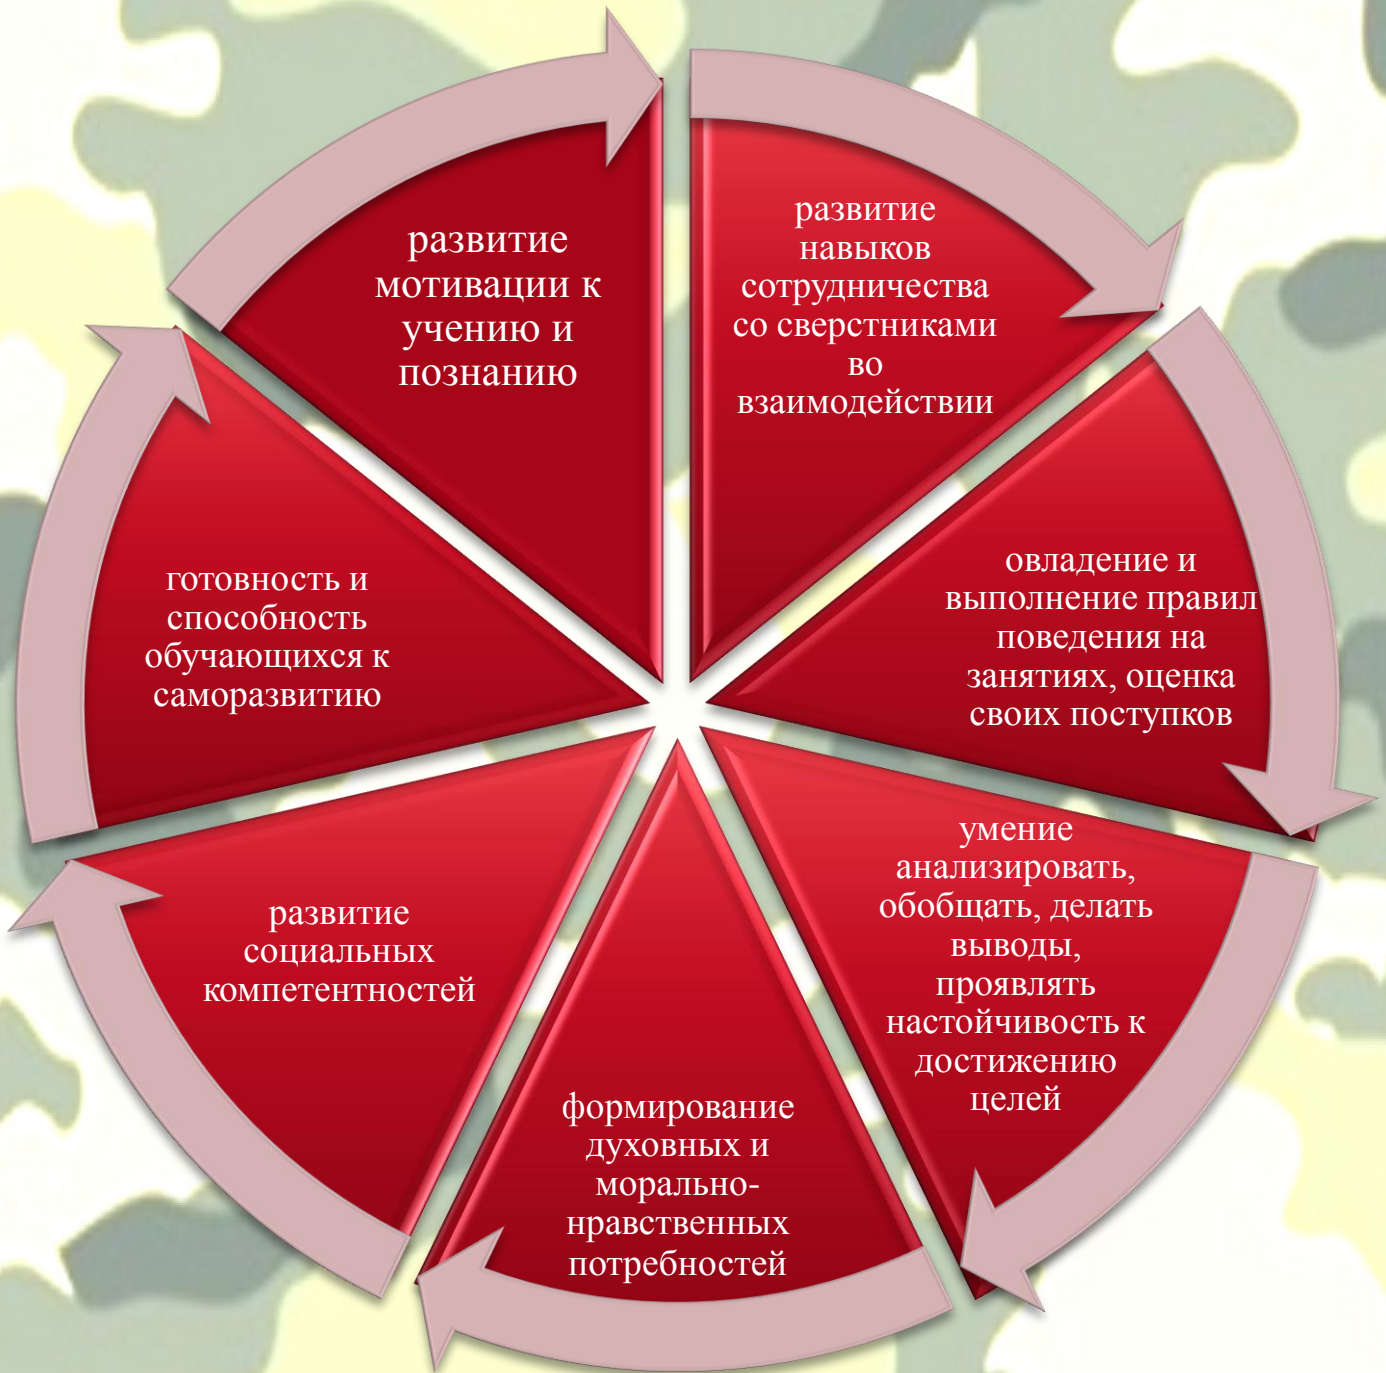 развитие
мотивации к
учению и
познанию
развитие
навыков
сотрудничества
со сверстниками
во
взаимодействии
овладение и
выполнение правил
поведения на
занятиях, оценка
своих поступков
умение
анализировать,
обобщать, делать
выводы,
проявлять
настойчивость к
достижению
целей
формирование
духовных и
морально-
нравственных
потребностей
развитие
социальных
компетентностей
готовность и
способность
обучающихся к
саморазвитию